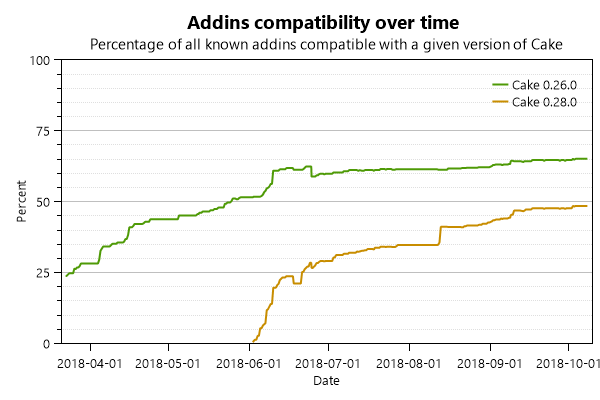 Addins compatibility over time
Percentage of all known addins compatible with a given version of Cake
100
75
50
25
0
Percent
Cake 0.26.0
Cake 0.28.0
2018-04-01 2018-05-01 2018-06-01 2018-07-01 2018-08-01 2018-09-01 2018-10-01
Date